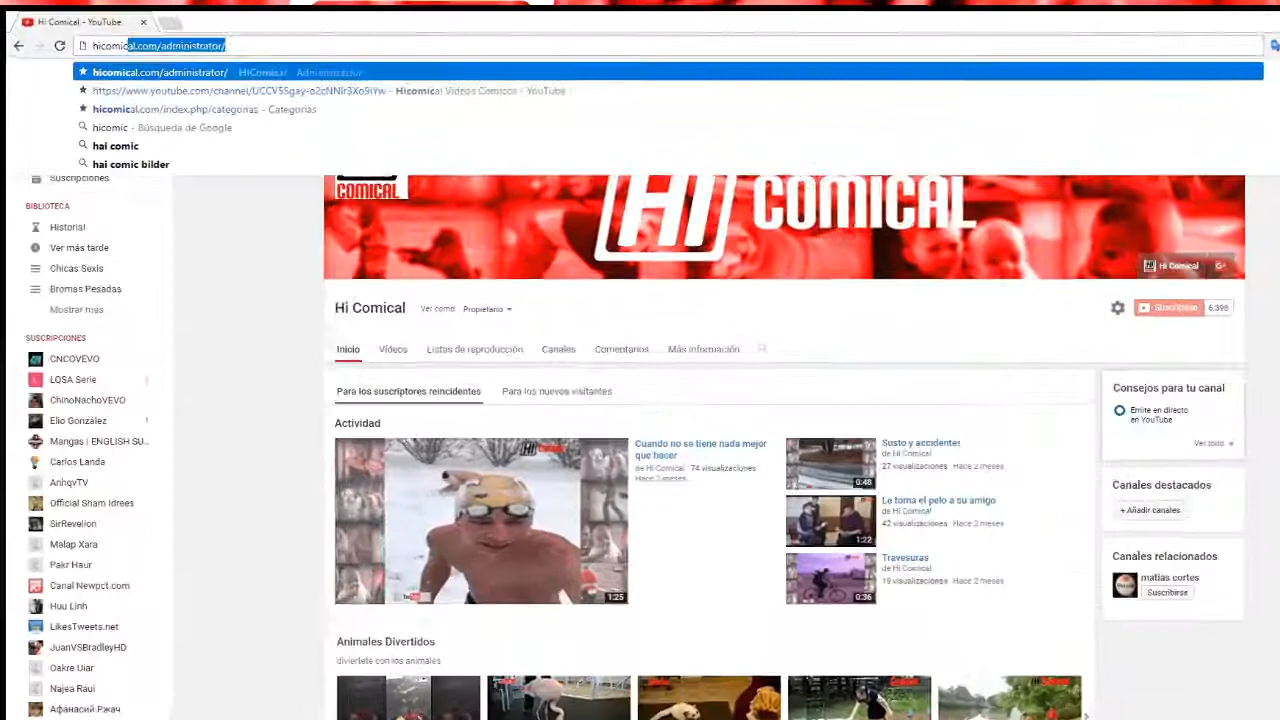 Hi Comical - YouTube
hicomical.com/administrator/
hicomical.com/administrator/
Hicomical Videos Comicos - YouTube
hicomical.com/index.php/categorias - Categorias
hicomic - Búsqueda de Google
hai comic
hai comic bilder
Suscripciones
BIBLIOTECA
Historial
Ver más tarde
Chicas Sexis
Bromas Pesadas
Mostrar más
SUSCRIPCIONES
CNCOVEVO
LQSA Serie
ChinoNachoVEVO
Elio González 1
Mangas | ENGLISH SU...
Carlos Landa
AnhqvTV
Official Sham Idrees
SirRevelion
Malap Xara
Pakr Haur
Canal Newpct.com
Huu Linh
LikesTweets.net
JuanVSBradleyHD
Oakre Uiar
Najea Raui
Афанасий Ржач
COMICAL
Hi COMICAL
Hi Comical G+
Hi Comical Ver como: Propietario
Suscribirse 6.398
Inicio Vídeos Listas de reproducción Canales Comentarios Más información
Para los suscriptores reincidentes Para los nuevos visitantes
Actividad
Cuando no se tiene nada mejor
que hacer
de Hi Comical 74 visualizaciones
Hace 2 meses
1:25
Susto y accidentes
de Hi Comical
27 visualizaciones Hace 2 meses
0:48
Le toma el pelo a su amigo
de Hi Comical
42 visualizaciones Hace 2 meses
1:22
Travesuras
de Hi Comical
19 visualizaciones Hace 2 meses
0:36
Animales Divertidos
diviertete con los animales
Consejos para tu canal
Emite en directo
en YouTube
Ver todo
Canales destacados
+ Añadir canales
Canales relacionados
matias cortes
Suscribirse